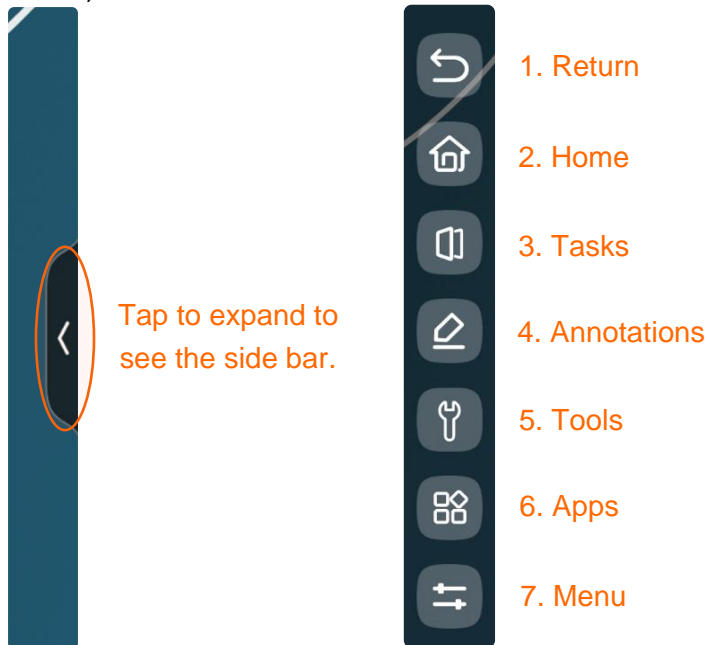 Tap to expand to
see the side bar.
1. Return
2. Home
3. Tasks
4. Annotations
5. Tools
6. Apps
7. Menu